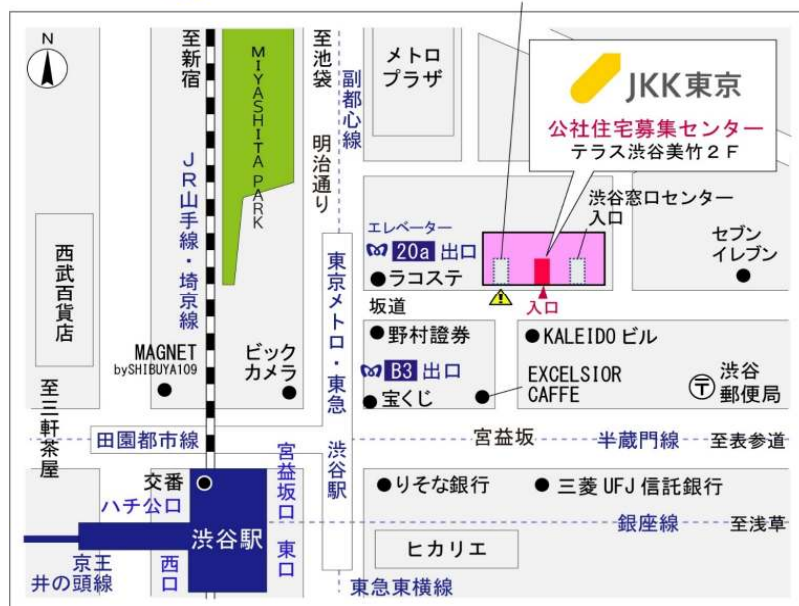 N
至新宿
MIYASHITA PARK
至池袋
明治通り
副都心線
メトロ
プラザ
JKK東京
公社住宅募集センター
テラス渋谷美竹2F
渋谷窓口センター
入口
JR山手線・埼京線
西武百貨店
エレベーター
20a 出口
ラコステ
入口
セブン
イレブン
坂道
東京メトロ・東急 渋谷駅
MAGNET
bySHIBUYA109
ビック
カメラ
野村證券
B3 出口
宝くじ
KALEIDO ビル
EXCELSIOR
CAFFE
〒
渋谷
郵便局
至三軒茶屋
田園都市線
宮益坂
半蔵門線
至表参道
交番
ハチ公口
宮益坂口
りそな銀行
三菱UFJ信託銀行
渋谷駅
銀座線
至浅草
京王
井の頭線
西口
東口
ヒカリエ
東急東横線